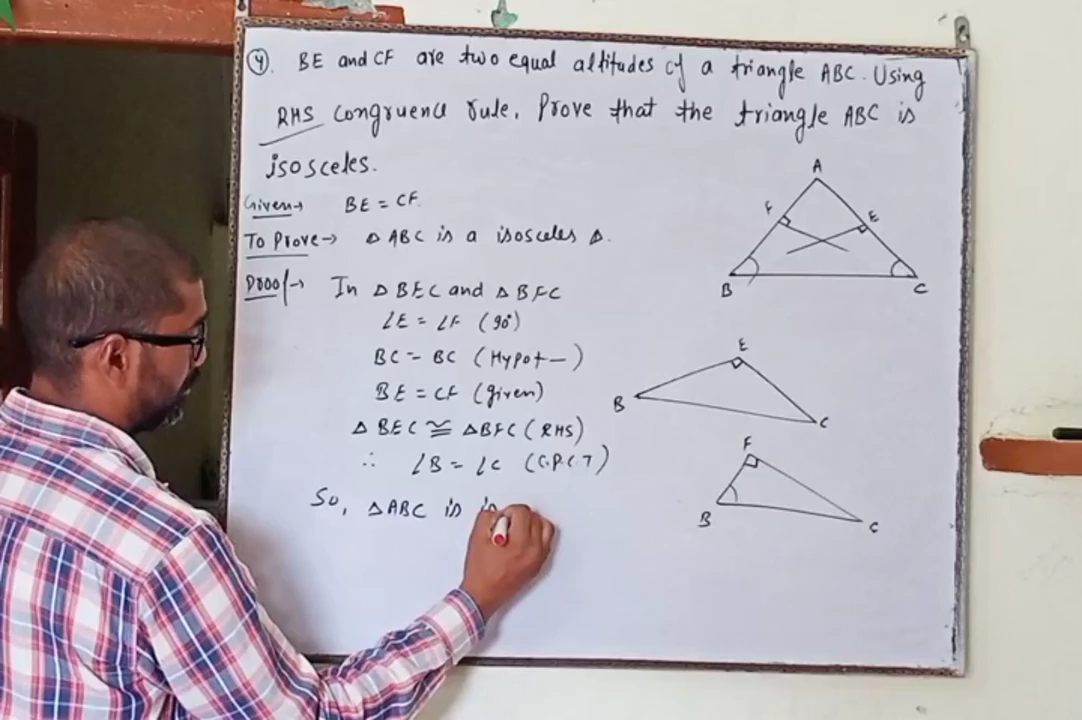 (4). BE and CF are two equal altitudes of a triangle ABC. Using
RHS congruence rule, Prove that the triangle ABC is
isosceles.
Given→ BE = CF.
To Prove→ △ ABC is a isosceles △.
Proof→ In △ BEC and △ BFC
∠E = ∠F (90°)
BC = BC (Hypot—)
BE = CF (given)
△ BEC ≅ △BFC (RHS)
∴ ∠B = ∠C (C.P.C.T)
So, △ABC is is
A
F
E
B
C
E
B
C
F
B
C